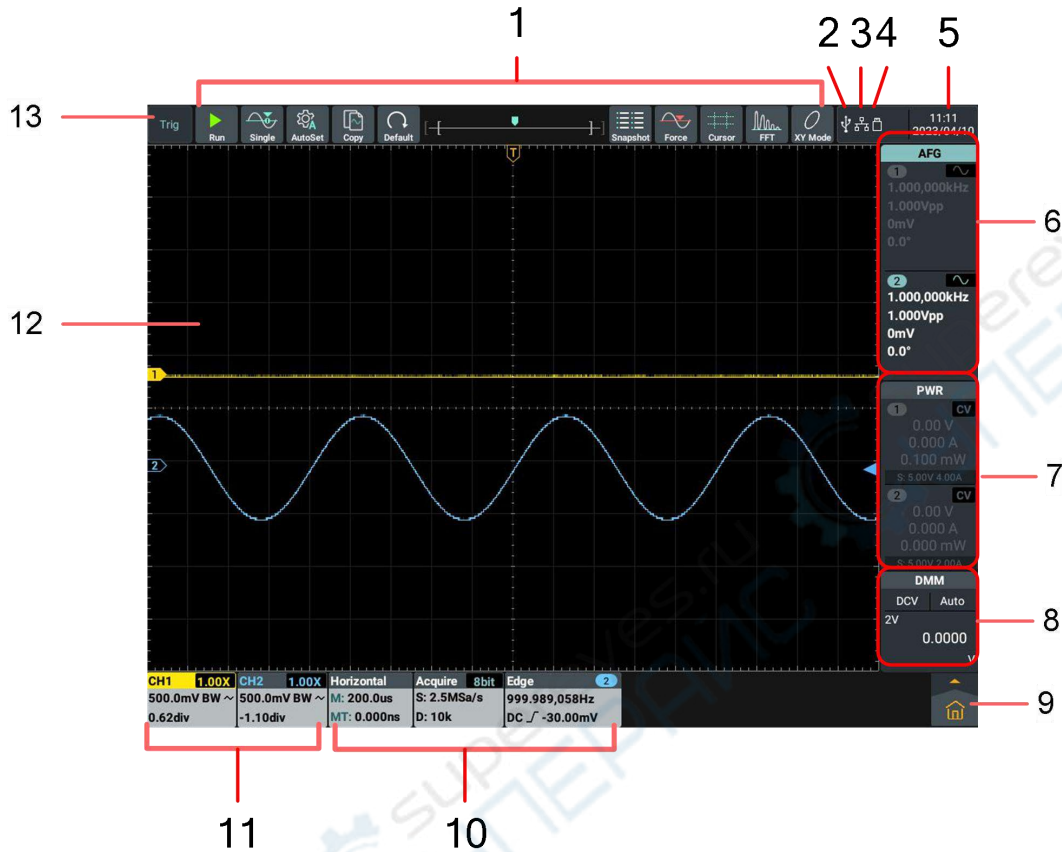 1
2 3 4 5
13
Trig Run Single AutoSet Copy Default Snapshot Force Cursor FFT XY Mode
11:11
2023/04/10
T
AFG
1
1.000,000kHz
1.000Vpp
0mV
0.0°
6
2
1.000,000kHz
1.000Vpp
0mV
0.0°
12
1
2
PWR
1 CV
0.00 V
0.000 A
0.100 mW
S: 5.00V 4.00A
7
2 CV
0.00 V
0.000 A
0.000 mW
S: 5.00V 2.00A
DMM
DCV Auto
2V
0.0000
V
8
CH1 1.00X CH2 1.00X Horizontal Acquire 8bit Edge 2
500.0mV BW 500.0mV BW M: 200.0us S: 2.5MSa/s 999.989,058Hz
0.62div -1.10div MT: 0.000ns D: 10k DC -30.00mV
9
11 10